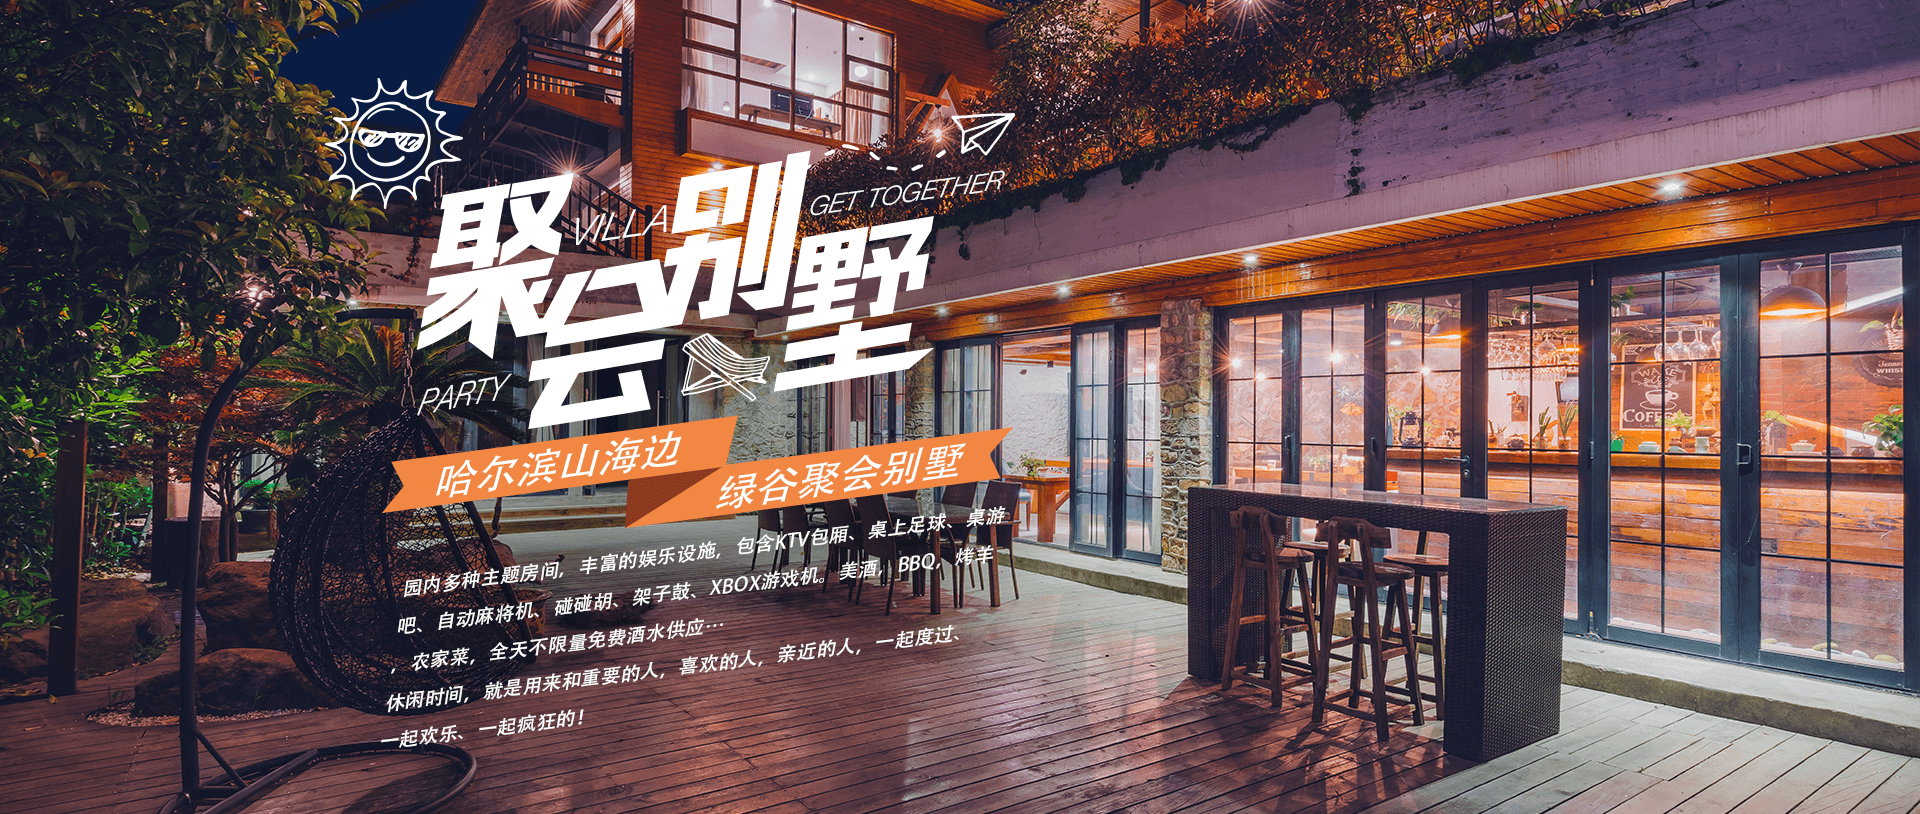 聚会别墅
VILLA
GET TOGETHER
PARTY
哈尔滨山海边
绿谷聚会别墅
园内多种主题房间，丰富的娱乐设施，包含KTV包厢、桌上足球、桌游
吧、自动麻将机、碰碰胡、架子鼓、XBOX游戏机。美酒，BBQ，烤羊
，农家菜，全天不限量免费酒水供应…
休闲时间，就是用来和重要的人，喜欢的人，亲近的人，一起度过、
一起欢乐、一起疯狂的！
COFFEE